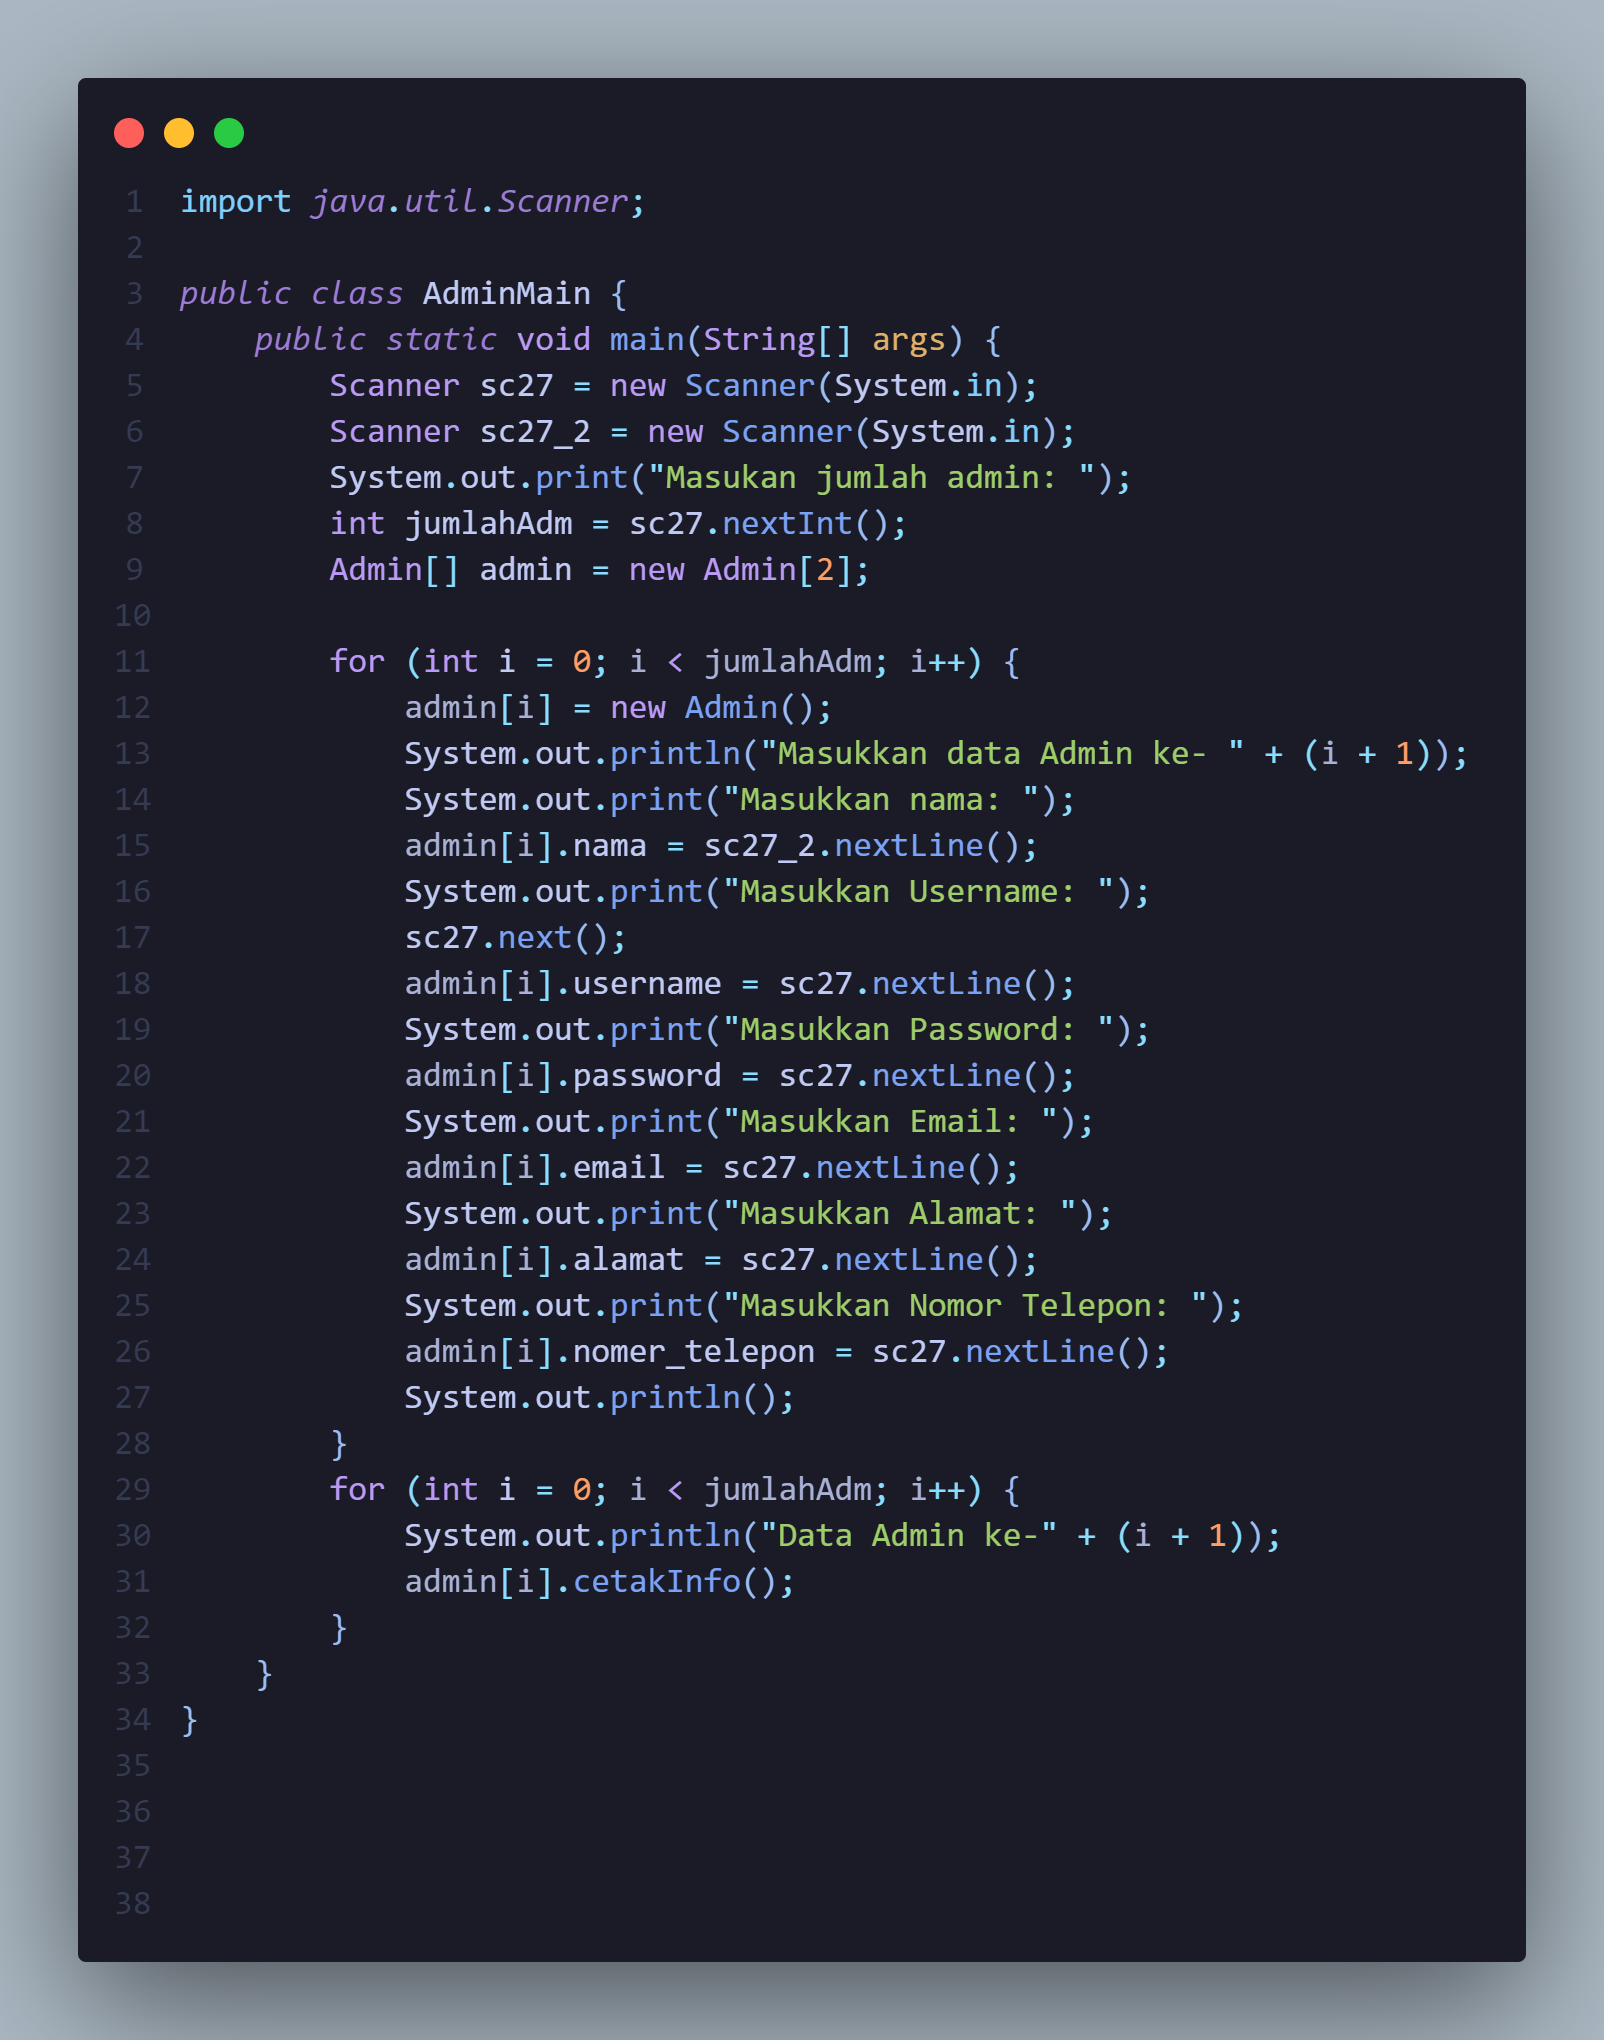 1 import java.util.Scanner;
2
3 public class AdminMain {
4     public static void main(String[] args) {
5         Scanner sc27 = new Scanner(System.in);
6         Scanner sc27_2 = new Scanner(System.in);
7         System.out.print("Masukan jumlah admin: ");
8         int jumlahAdm = sc27.nextInt();
9         Admin[] admin = new Admin[2];
10
11         for (int i = 0; i < jumlahAdm; i++) {
12             admin[i] = new Admin();
13             System.out.println("Masukkan data Admin ke- " + (i + 1));
14             System.out.print("Masukkan nama: ");
15             admin[i].nama = sc27_2.nextLine();
16             System.out.print("Masukkan Username: ");
17             sc27.next();
18             admin[i].username = sc27.nextLine();
19             System.out.print("Masukkan Password: ");
20             admin[i].password = sc27.nextLine();
21             System.out.print("Masukkan Email: ");
22             admin[i].email = sc27.nextLine();
23             System.out.print("Masukkan Alamat: ");
24             admin[i].alamat = sc27.nextLine();
25             System.out.print("Masukkan Nomor Telepon: ");
26             admin[i].nomer_telepon = sc27.nextLine();
27             System.out.println();
28         }
29         for (int i = 0; i < jumlahAdm; i++) {
30             System.out.println("Data Admin ke-" + (i + 1));
31             admin[i].cetakInfo();
32         }
33     }
34 }
35
36
37
38